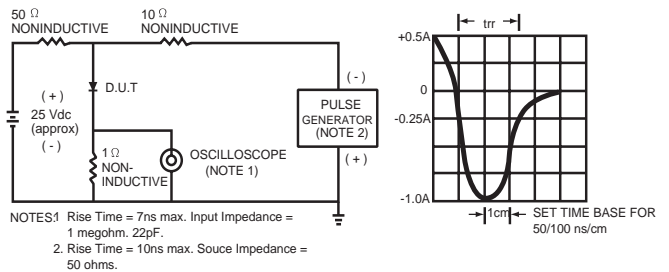 50 Ω
NONINDUCTIVE
10 Ω
NONINDUCTIVE
(+)
25 Vdc
(approx)
(-)
D.U.T
1 Ω
NON-
INDUCTIVE
OSCILLOSCOPE
(NOTE 1)
(-)
PULSE
GENERATOR
(NOTE 2)
(+)
NOTES:1 Rise Time = 7ns max. Input Impedance =
1 megohm. 22pF.
2. Rise Time = 10ns max. Souce Impedance =
50 ohms.
trr
+0.5A
0
-0.25A
-1.0A
1cm
SET TIME BASE FOR
50/100 ns/cm